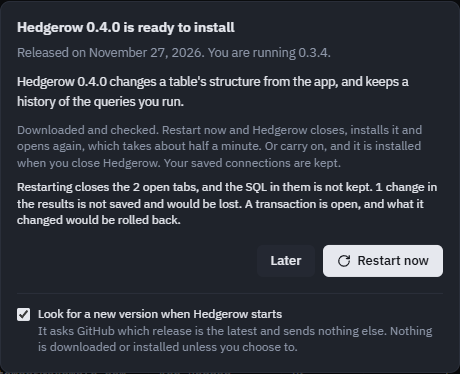 Hedgerow 0.4.0 is ready to install
Released on November 27, 2026. You are running 0.3.4.
Hedgerow 0.4.0 changes a table's structure from the app, and keeps a
history of the queries you run.
Downloaded and checked. Restart now and Hedgerow closes, installs it and
opens again, which takes about half a minute. Or carry on, and it is installed
when you close Hedgerow. Your saved connections are kept.
Restarting closes the 2 open tabs, and the SQL in them is not kept. 1 change in
the results is not saved and would be lost. A transaction is open, and what it
changed would be rolled back.
Later
Restart now
Look for a new version when Hedgerow starts
It asks GitHub which release is the latest and sends nothing else. Nothing
is downloaded or installed unless you choose to.